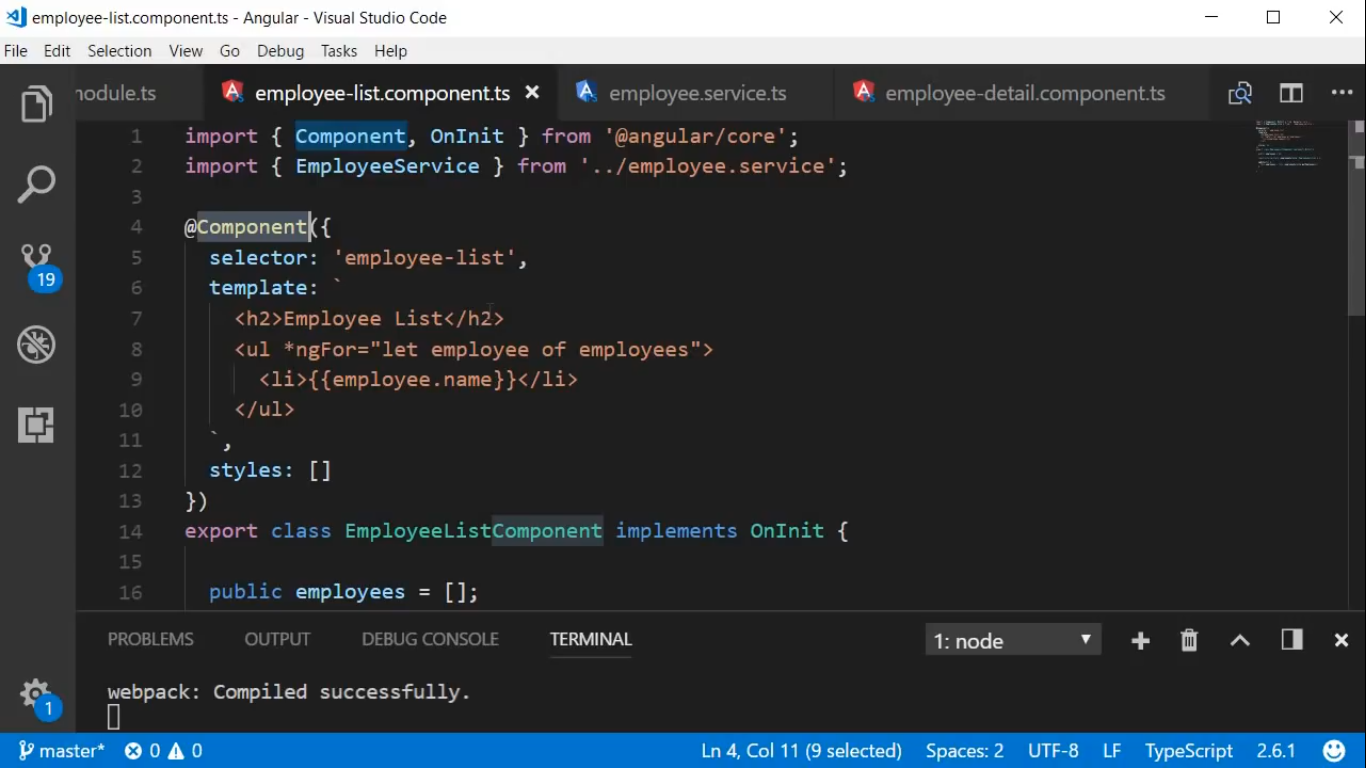 employee-list.component.ts - Angular - Visual Studio Code
File Edit Selection View Go Debug Tasks Help
module.ts employee-list.component.ts employee.service.ts employee-detail.component.ts
1 import { Component, OnInit } from '@angular/core';
2 import { EmployeeService } from '../employee.service';
3
4 @Component({
5 selector: 'employee-list',
6 template: `
7 <h2>Employee List</h2>
8 <ul *ngFor="let employee of employees">
9 <li>{{employee.name}}</li>
10 </ul>
11 `,
12 styles: []
13 })
14 export class EmployeeListComponent implements OnInit {
15
16 public employees = [];
19
PROBLEMS OUTPUT DEBUG CONSOLE TERMINAL 1: node
webpack: Compiled successfully.
1
master* 0 0 Ln 4, Col 11 (9 selected) Spaces: 2 UTF-8 LF TypeScript 2.6.1